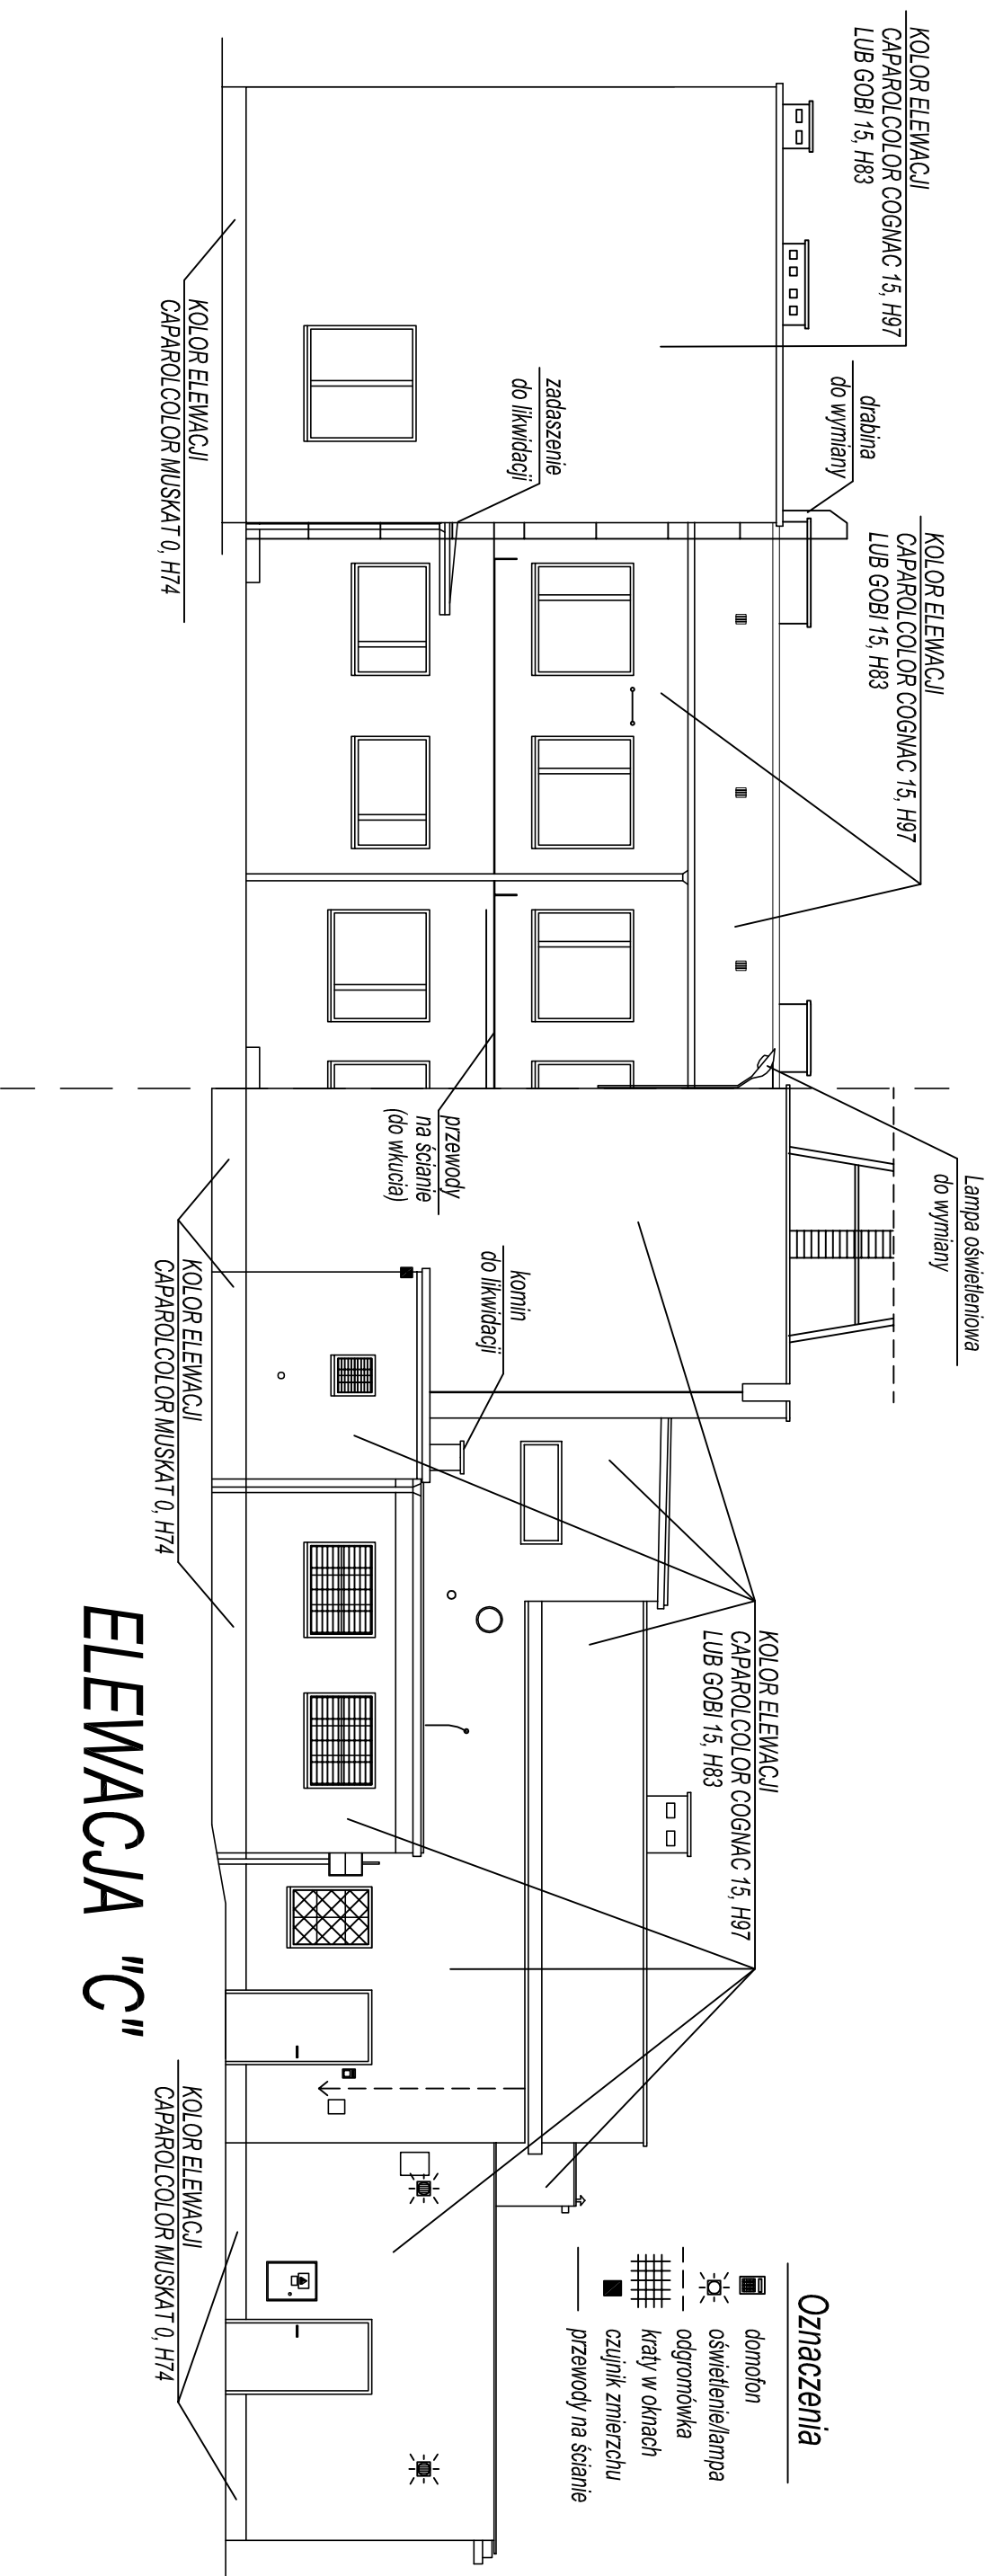 KOLOR ELEWACJI
CAPAROLCOLOR COGNAC 15, H97
LUB GOBI 15, H83
drabina
do wymiany
KOLOR ELEWACJI
CAPAROLCOLOR COGNAC 15, H97
LUB GOBI 15, H83
Lampa oświetleniowa
do wymiany
zadaszenie
do likwidacji
przewody
na ścianie
(do wkucia)
komin
do likwidacji
KOLOR ELEWACJI
CAPAROLCOLOR COGNAC 15, H97
LUB GOBI 15, H83
Oznaczenia
domofon
oświetlenie/lampa
odgromówka
kraty w oknach
czujnik zmierzchu
przewody na ścianie
KOLOR ELEWACJI
CAPAROLCOLOR MUSKAT 0, H74
KOLOR ELEWACJI
CAPAROLCOLOR MUSKAT 0, H74
KOLOR ELEWACJI
CAPAROLCOLOR MUSKAT 0, H74
ELEWACJA "C"